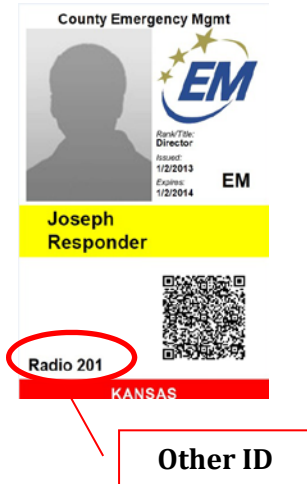 County Emergency Mgmt
EM
Rank/Title:
Director
Issued:
1/2/2013
Expires:
1/2/2014
EM
Joseph
Responder
Radio 201
KANSAS
Other ID